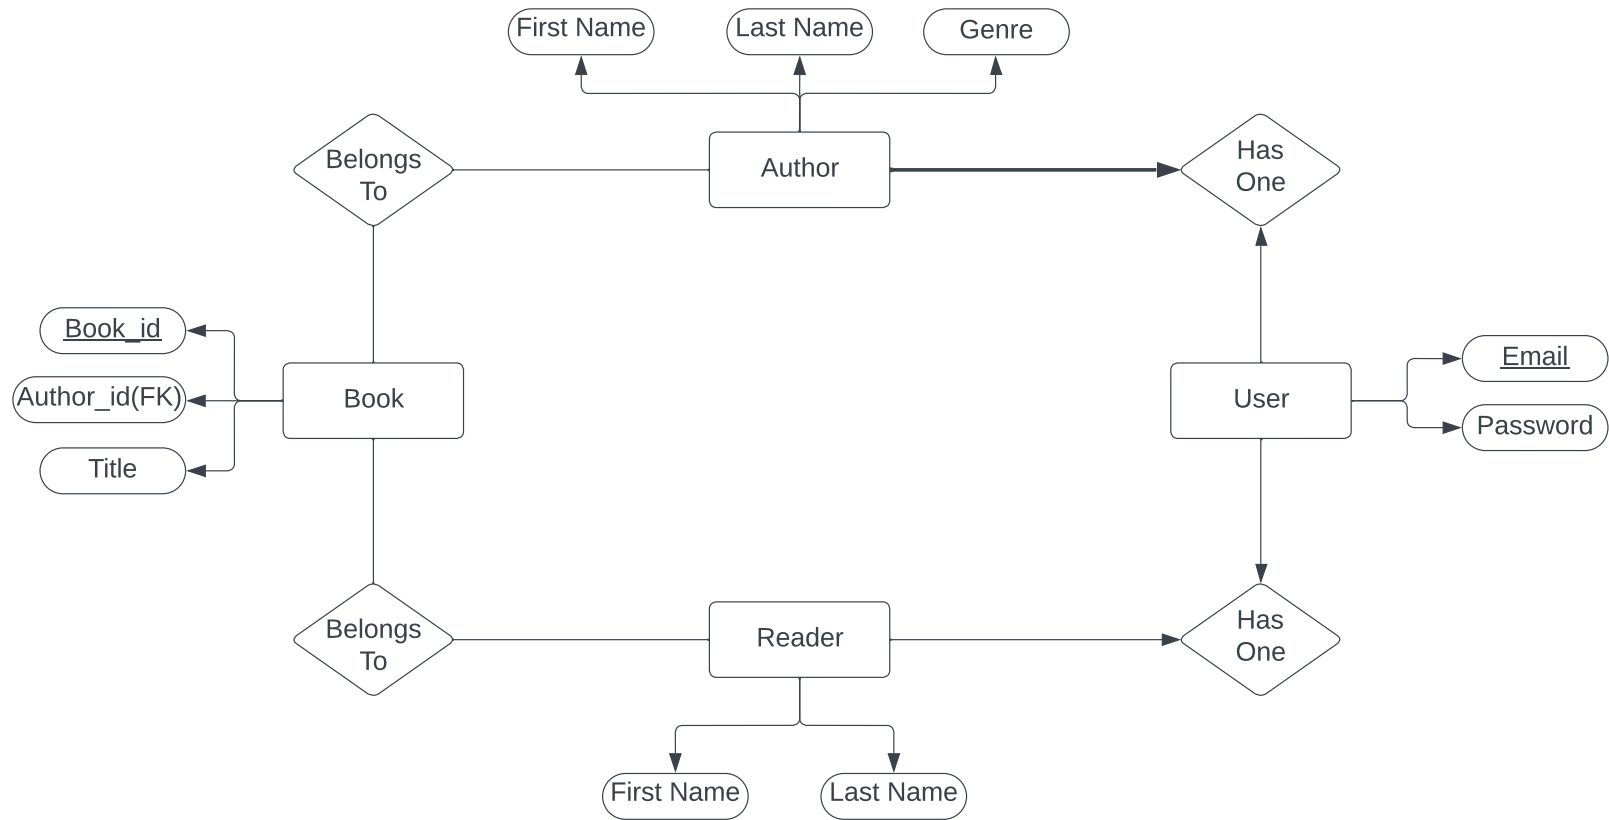 First Name
Last Name
Genre
Belongs
To
Author
Has
One
Book_id
Author_id(FK)
Title
Book
User
Email
Password
Belongs
To
Reader
Has
One
First Name
Last Name